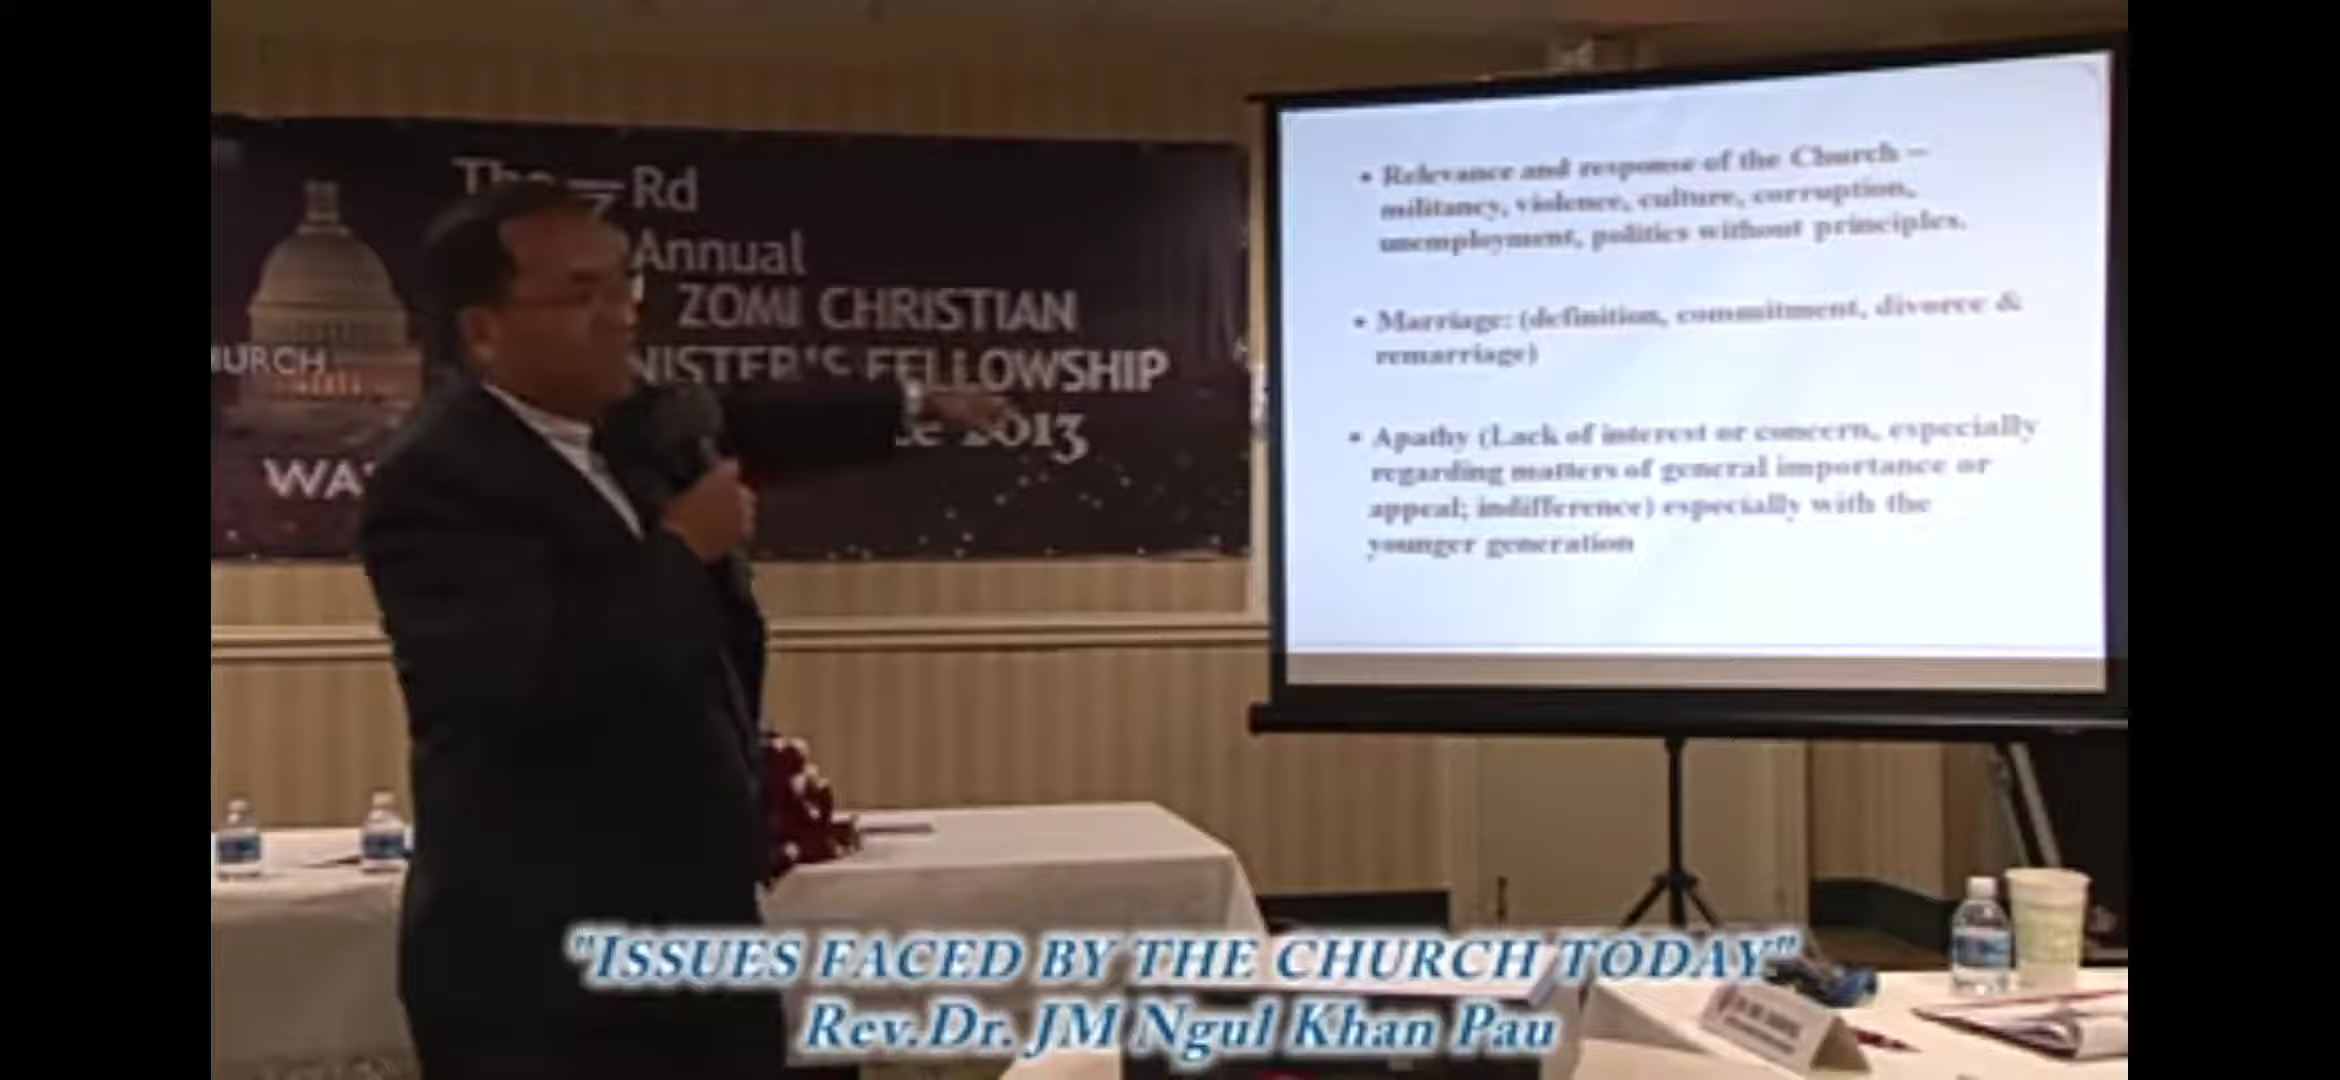 The 3Rd
Annual
ZOMI CHRISTIAN
NISTER'S FELLOWSHIP
2013
HURCH
WA
• Relevance and response of the Church –
militancy, violence, culture, corruption,
unemployment, politics without principles.
• Marriage: (definition, commitment, divorce &
remarriage)
• Apathy (Lack of interest or concern, especially
regarding matters of general importance or
appeal; indifference) especially with the
younger generation
"ISSUES FACED BY THE CHURCH TODAY"
Rev.Dr. JM Ngul Khan Pau